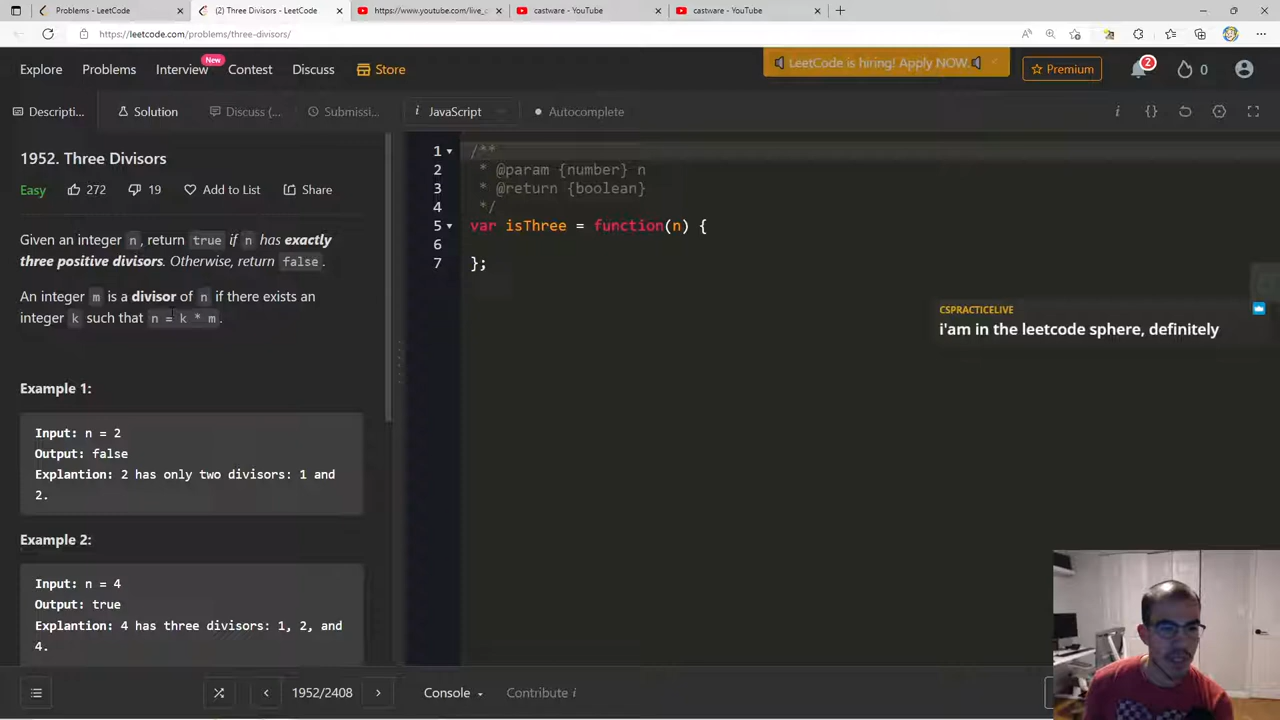 Problems - LeetCode
(2) Three Divisors - LeetCode
https://www.youtube.com/live_c
castware - YouTube
castware - YouTube
https://leetcode.com/problems/three-divisors/
Explore
Problems
Interview
New
Contest
Discuss
Store
LeetCode is hiring! Apply NOW.
Premium
2
0
Descripti...
Solution
Discuss (...
Submissi...
i
JavaScript
Autocomplete
i
{}
1952. Three Divisors
Easy
272
19
Add to List
Share
Given an integer n, return true if n has exactly
three positive divisors. Otherwise, return false.
An integer m is a divisor of n if there exists an
integer k such that n = k * m.
Example 1:
Input: n = 2
Output: false
Explantion: 2 has only two divisors: 1 and
2.
Example 2:
Input: n = 4
Output: true
Explantion: 4 has three divisors: 1, 2, and
4.
1 /**
2 * @param {number} n
3 * @return {boolean}
4 */
5 var isThree = function(n) {
6
7 };
CSPRACTICELIVE
i'am in the leetcode sphere, definitely
1952/2408
Console
Contribute i